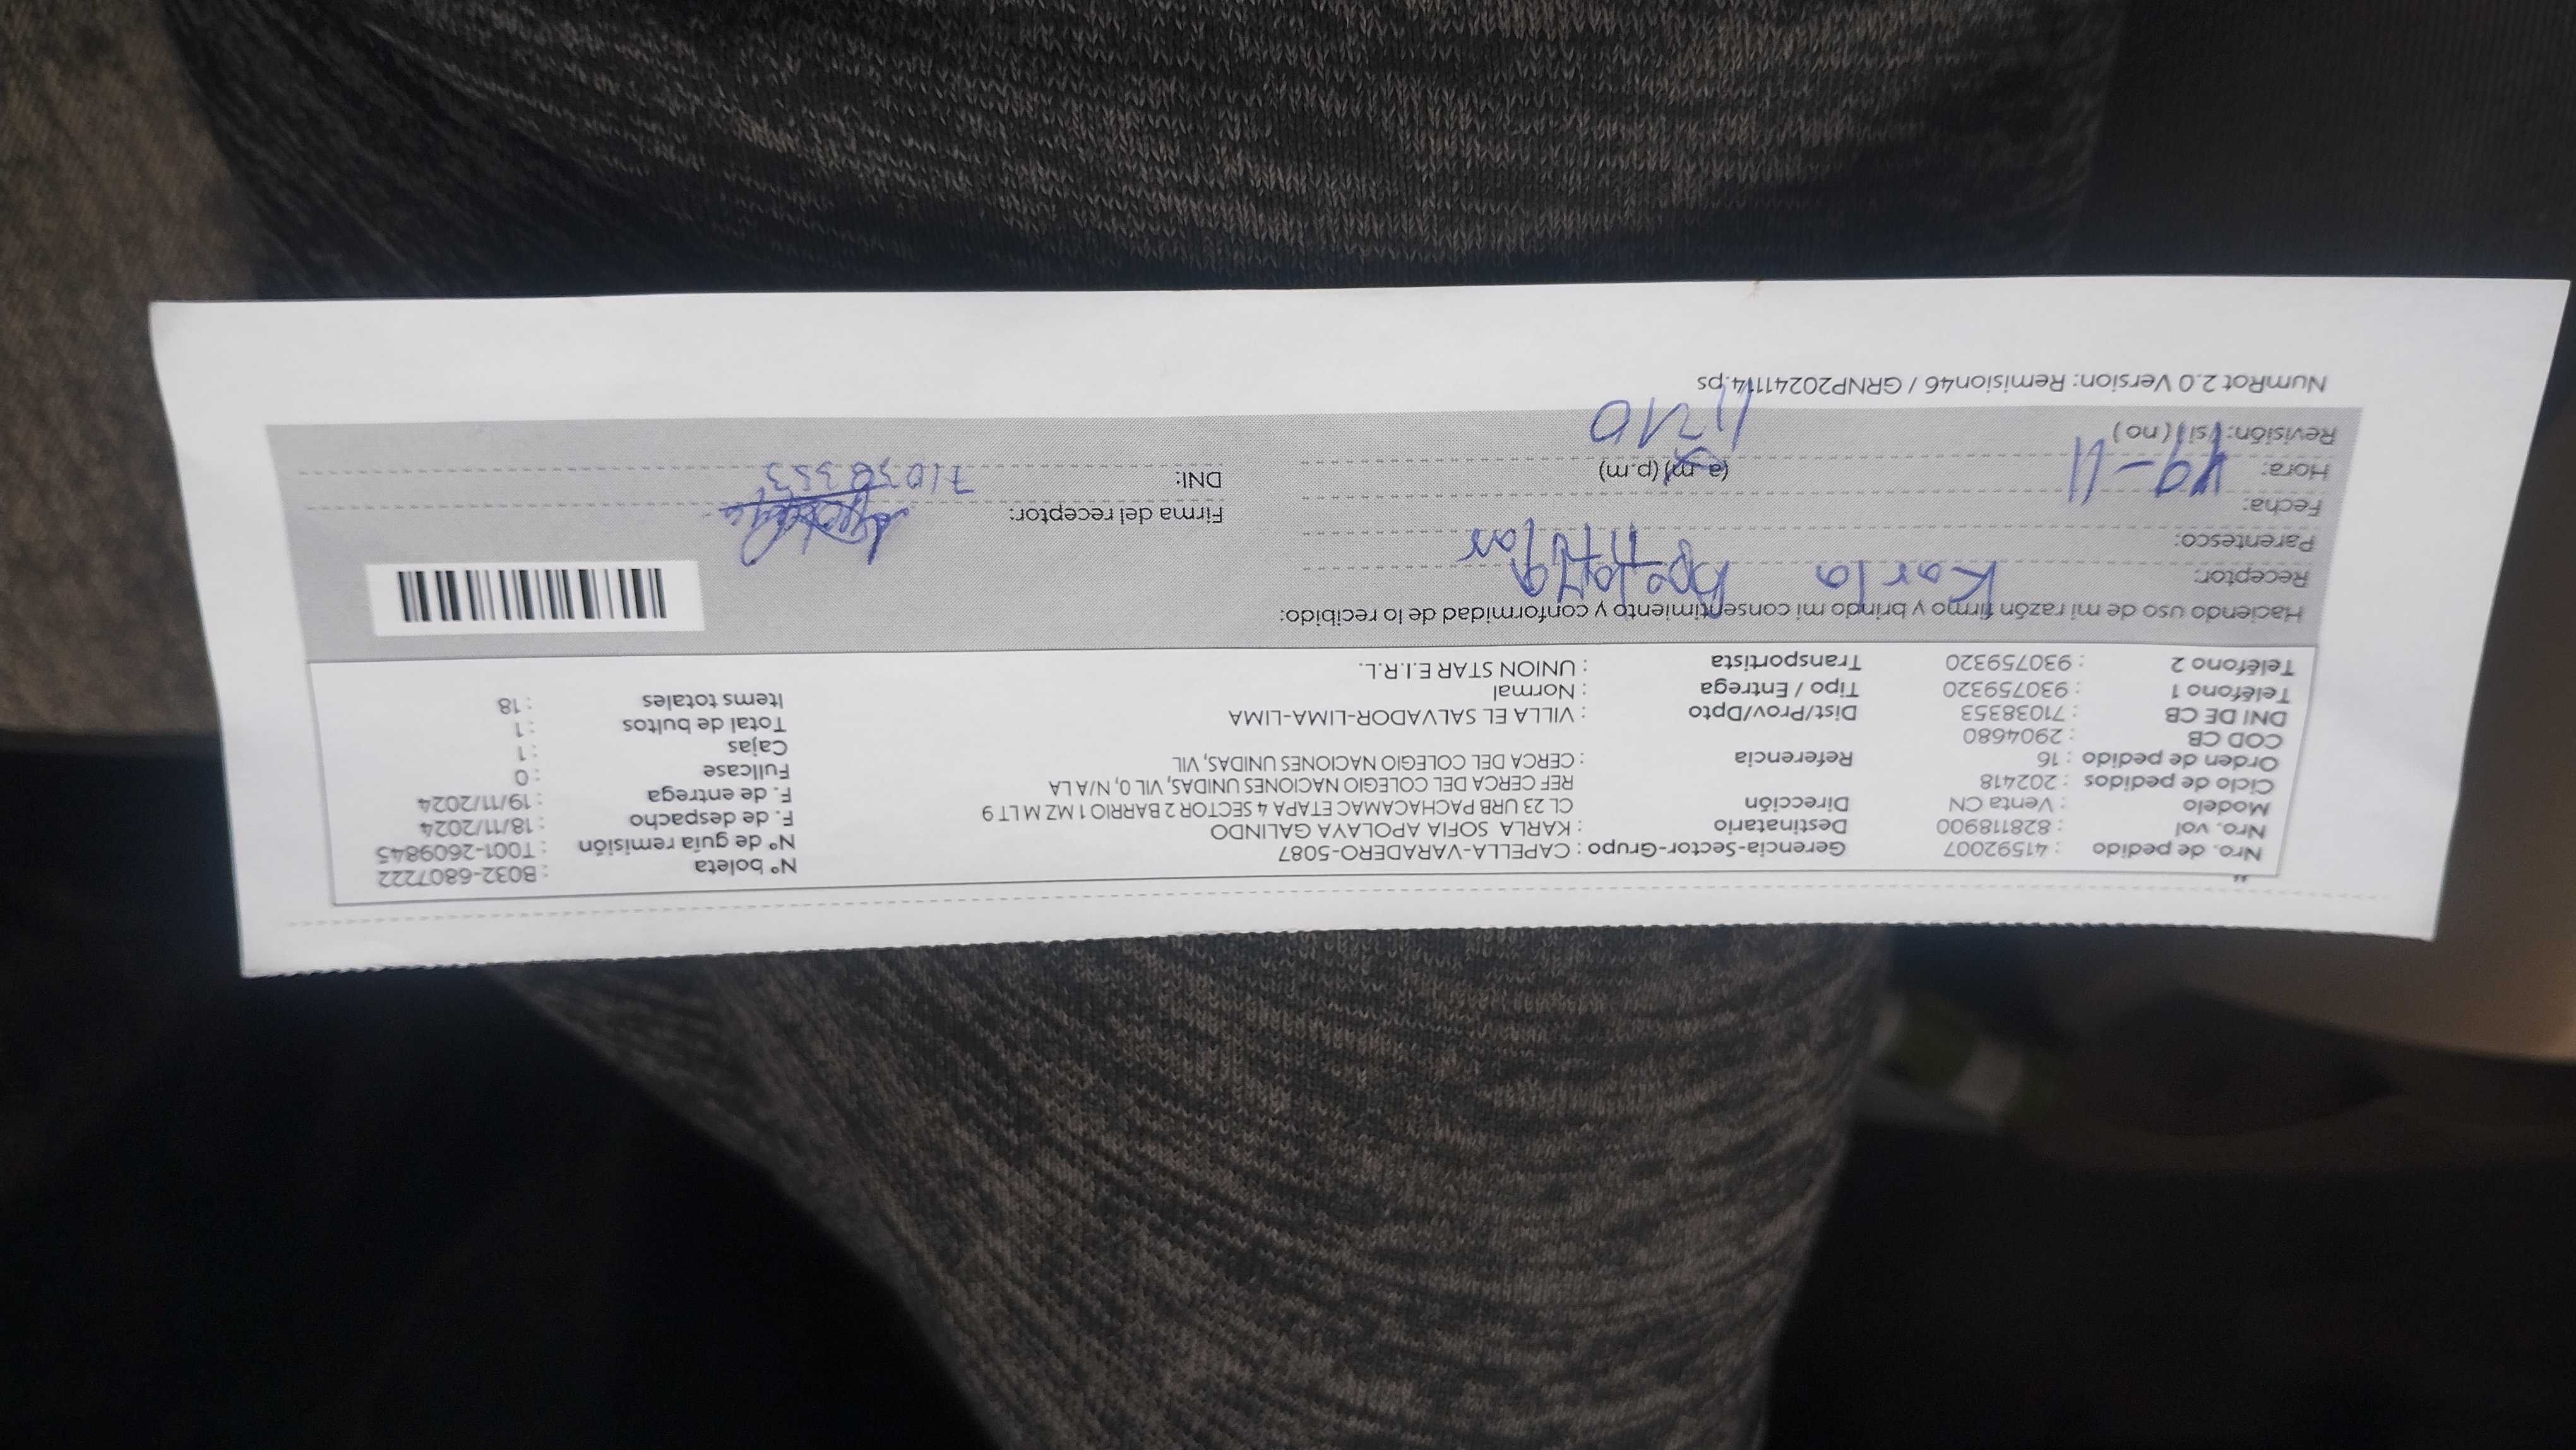 Nro. de pedido : 41592007 Gerencia-Sector-Grupo : CAPELLA-VARADERO-5087 Nº boleta : B032-6807222
Nro. vol : 828118900 Destinatario : KARLA SOFIA APOLAYA GALINDO Nº de guía remisión : T001-2609845
Modelo : Venta CN Dirección CL 23 URB PACHACAMAC ETAPA 4 SECTOR 2 BARRIO 1 MZ M LT 9 F. de despacho : 18/11/2024
Ciclo de pedidos : 202418 REF CERCA DEL COLEGIO NACIONES UNIDAS, VIL 0, N/A LA F. de entrega : 19/11/2024
Orden de pedido : 16 Referencia : CERCA DEL COLEGIO NACIONES UNIDAS, VIL Fullcase : 0
COD CB : 2904680 Cajas : 1
DNI DE CB : 71038353 Dist/Prov/Dpto : VILLA EL SALVADOR-LIMA-LIMA Total de bultos : 1
Teléfono 1 : 930759320 Tipo / Entrega : Normal Items totales : 18
Teléfono 2 : 930759320 Transportista : UNION STAR E.I.R.L.
Haciendo uso de mi razón firmo y brindo mi consentimiento y conformidad de lo recibido:
Receptor: Karla Apolaya
Parentesco: Titular
Fecha: 19-11 Firma del receptor:
Hora: (a.m) (p.m) DNI: 71038353
Revisión: (si) (no)
NumRot 2.0 Version: Remision46 / GRNP20241114.ps